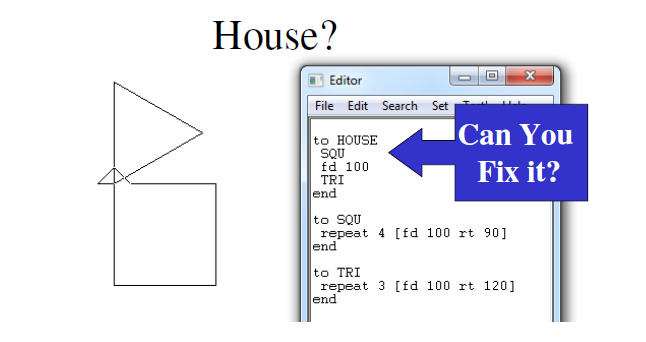 House?
Editor
File Edit Search Set
Can You
Fix it?
to HOUSE
SQU
fd 100
TRI
end
to SQU
repeat 4 [fd 100 rt 90]
end
to TRI
repeat 3 [fd 100 rt 120]
end